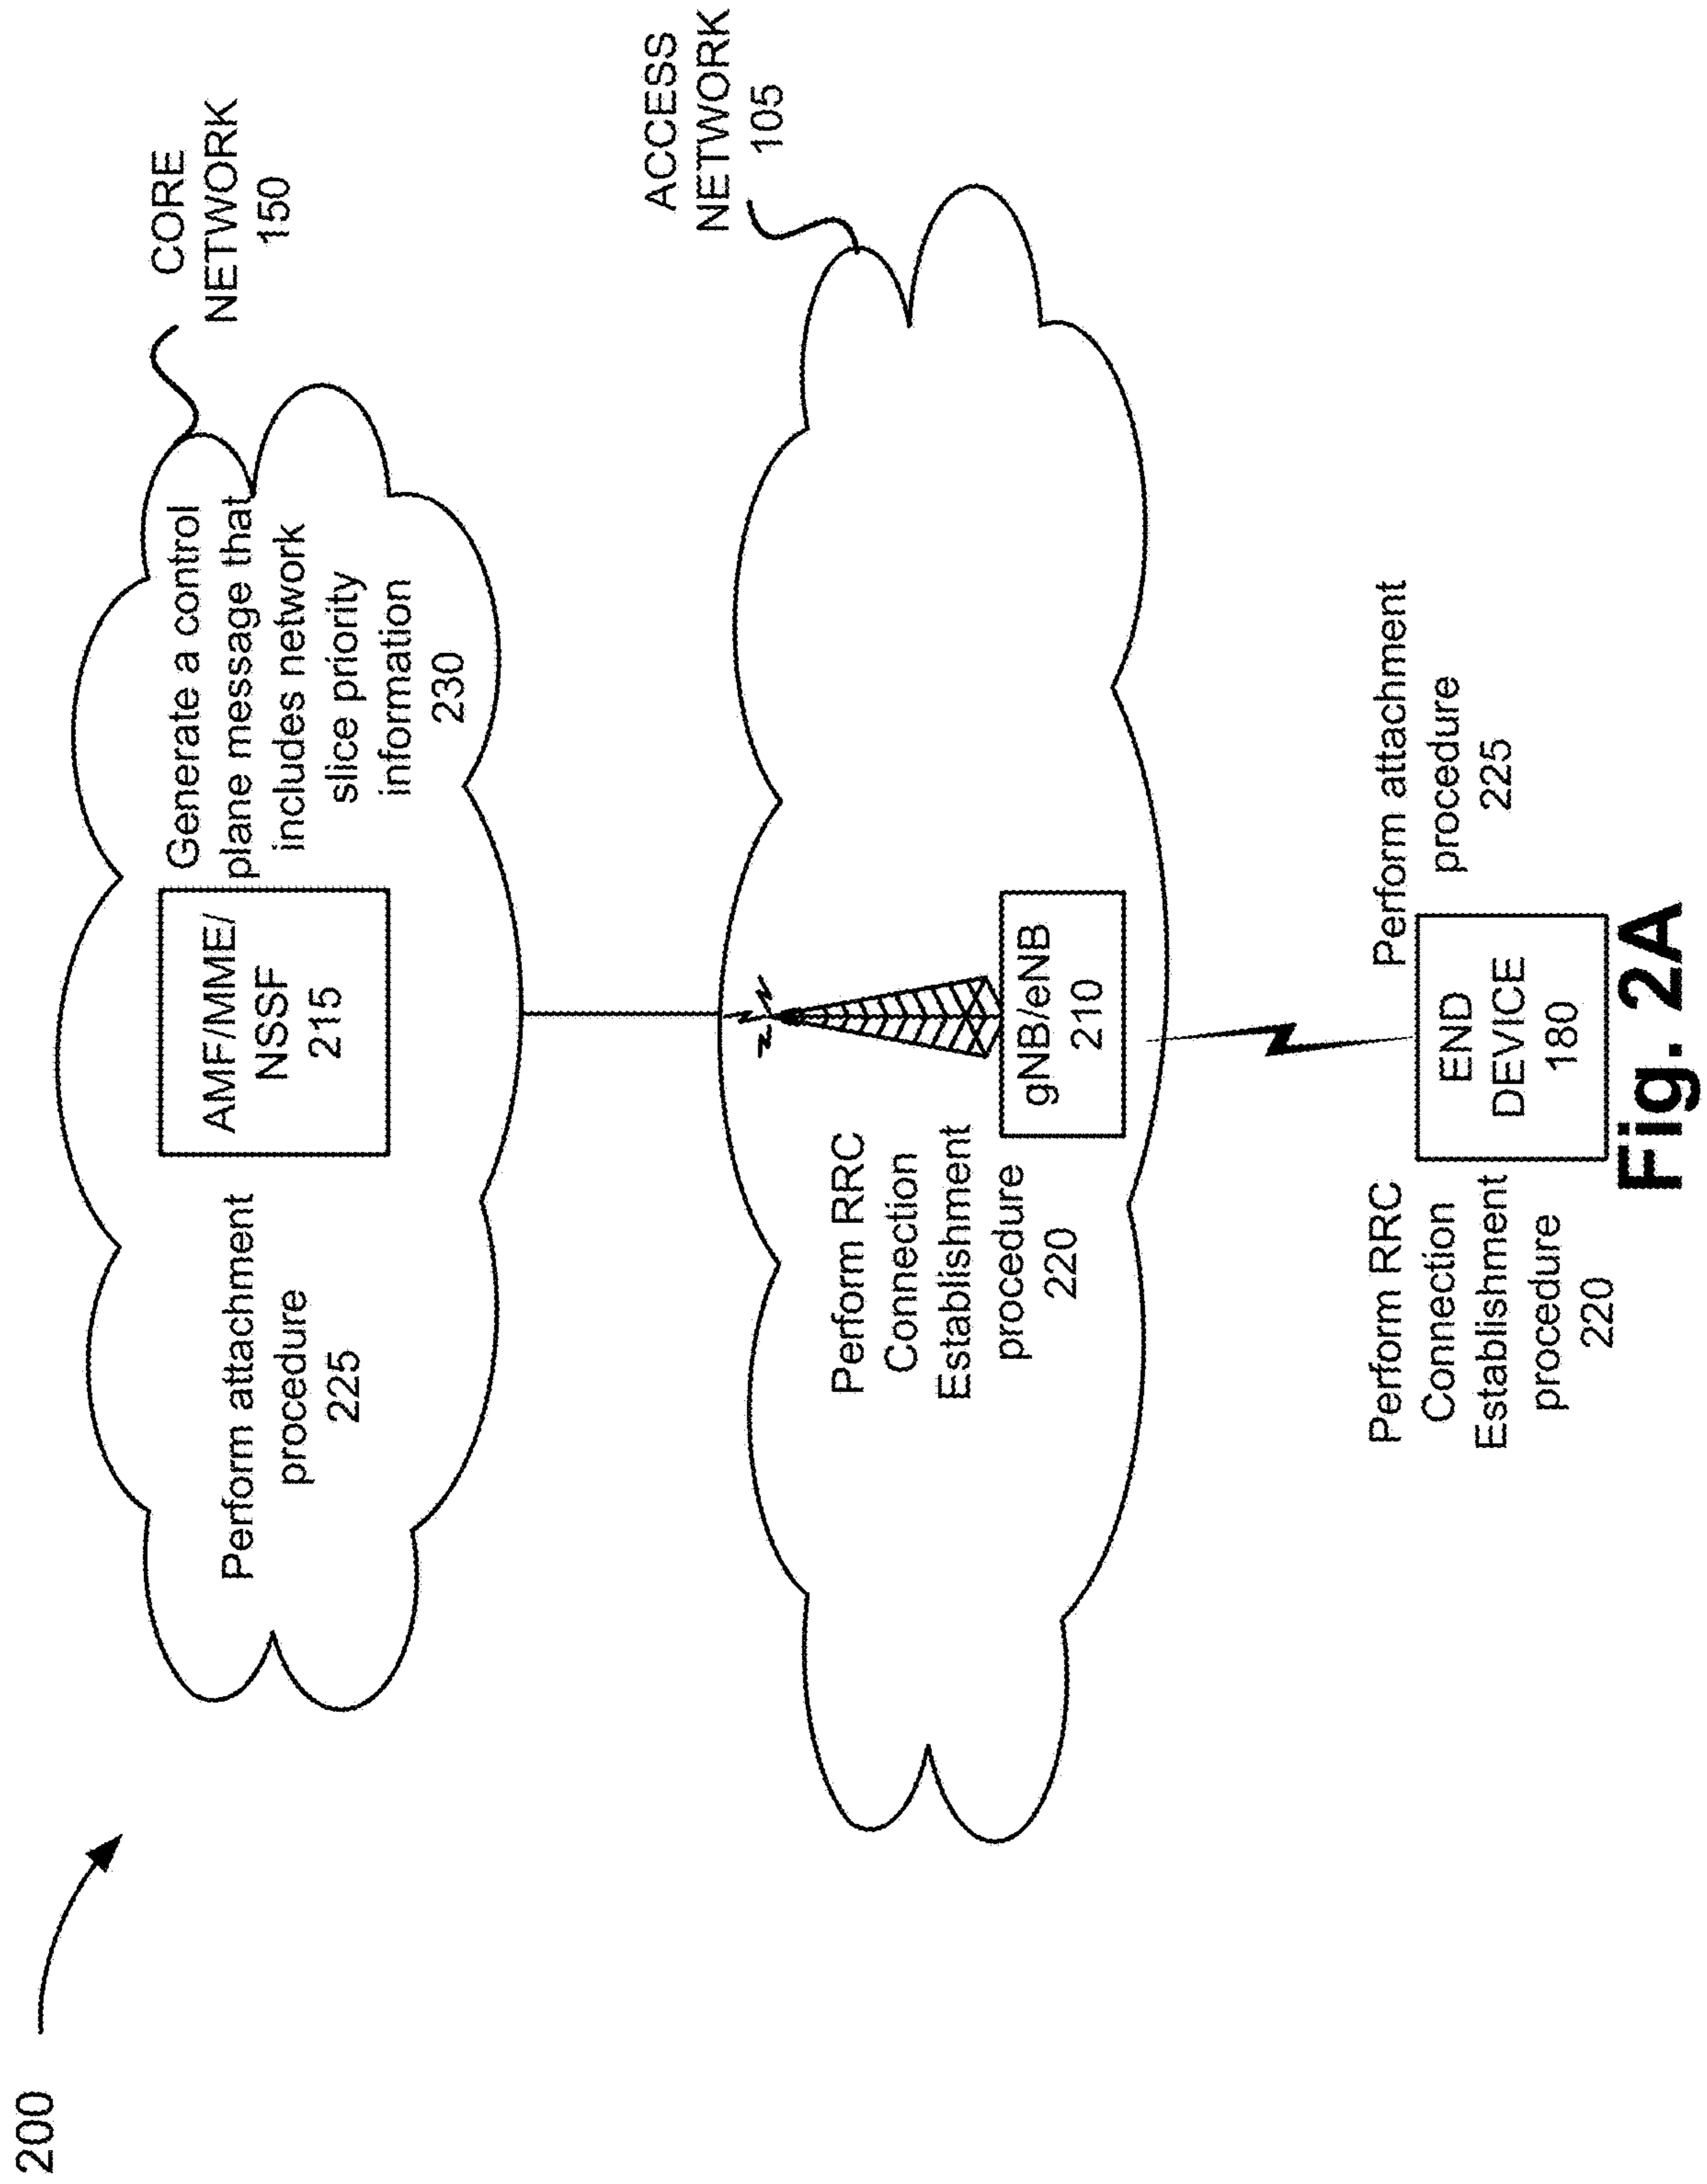 200
CORE
NETWORK
150
Perform attachment
procedure
225
AMF/MME/
NSSF
215
Generate a control
plane message that
includes network
slice priority
information
230
ACCESS
NETWORK
105
Perform RRC
Connection
Establishment
procedure
220
gNB/eNB
210
Perform RRC
Connection
Establishment
procedure
220
END
DEVICE
180
Perform attachment
procedure
225
Fig. 2A